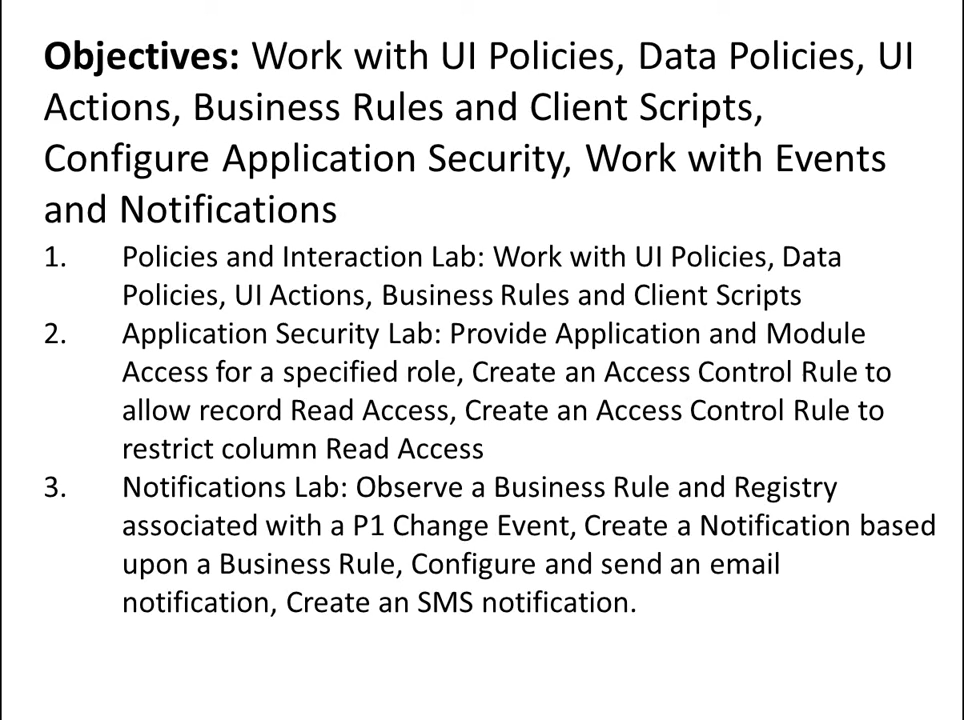 Objectives: Work with UI Policies, Data Policies, UI
Actions, Business Rules and Client Scripts,
Configure Application Security, Work with Events
and Notifications
1. Policies and Interaction Lab: Work with UI Policies, Data
Policies, UI Actions, Business Rules and Client Scripts
2. Application Security Lab: Provide Application and Module
Access for a specified role, Create an Access Control Rule to
allow record Read Access, Create an Access Control Rule to
restrict column Read Access
3. Notifications Lab: Observe a Business Rule and Registry
associated with a P1 Change Event, Create a Notification based
upon a Business Rule, Configure and send an email
notification, Create an SMS notification.